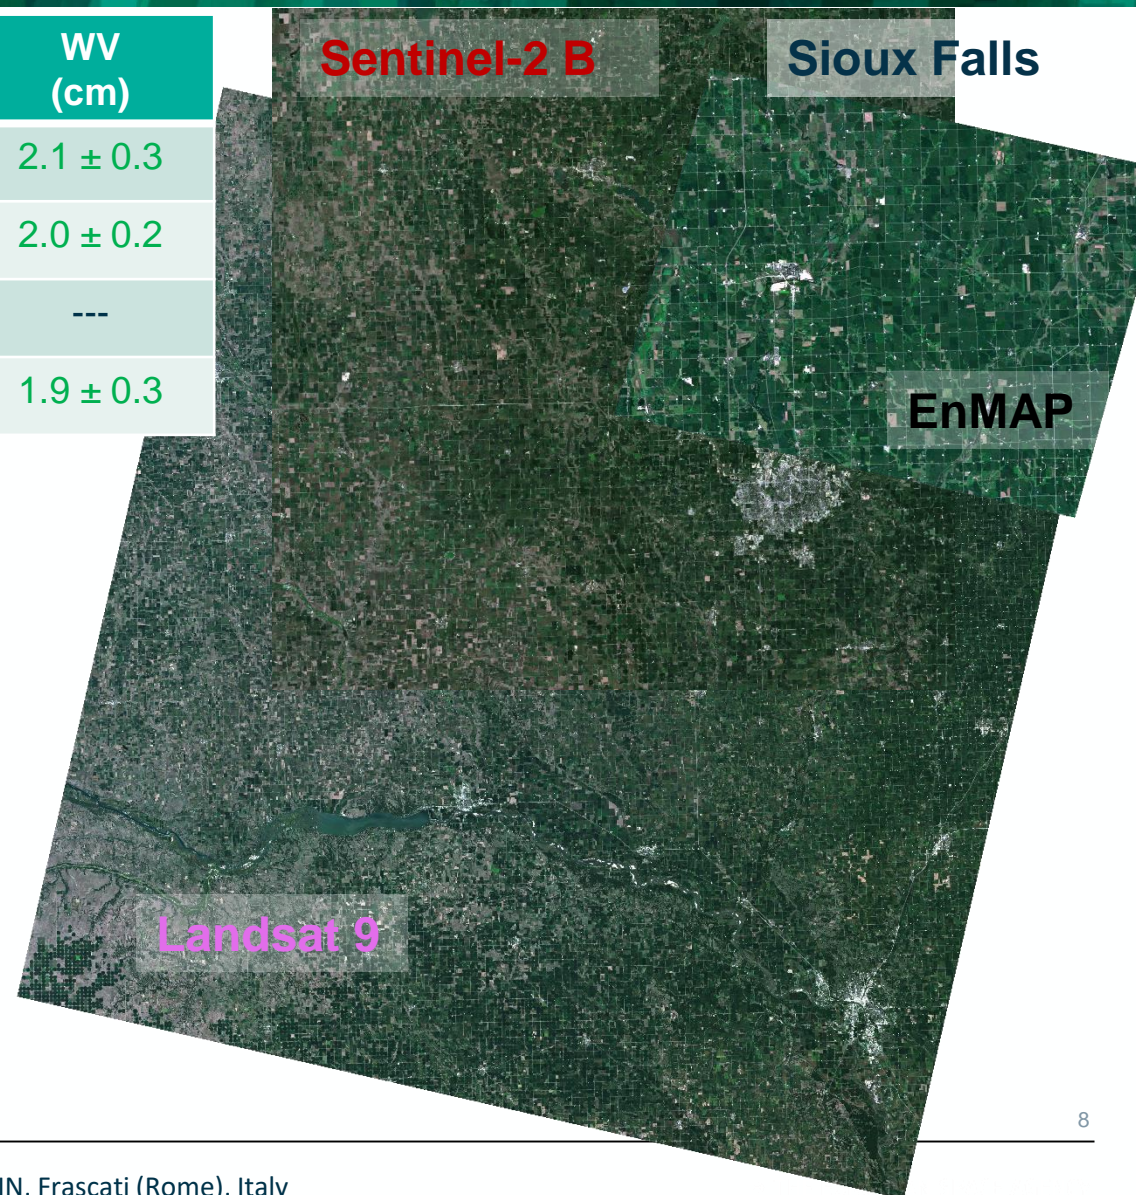 WV
(cm)
2.1 ± 0.3
2.0 ± 0.2
---
1.9 ± 0.3
Sentinel-2 B
Sioux Falls
EnMAP
Landsat 9
8
Frascati (Rome), Italy